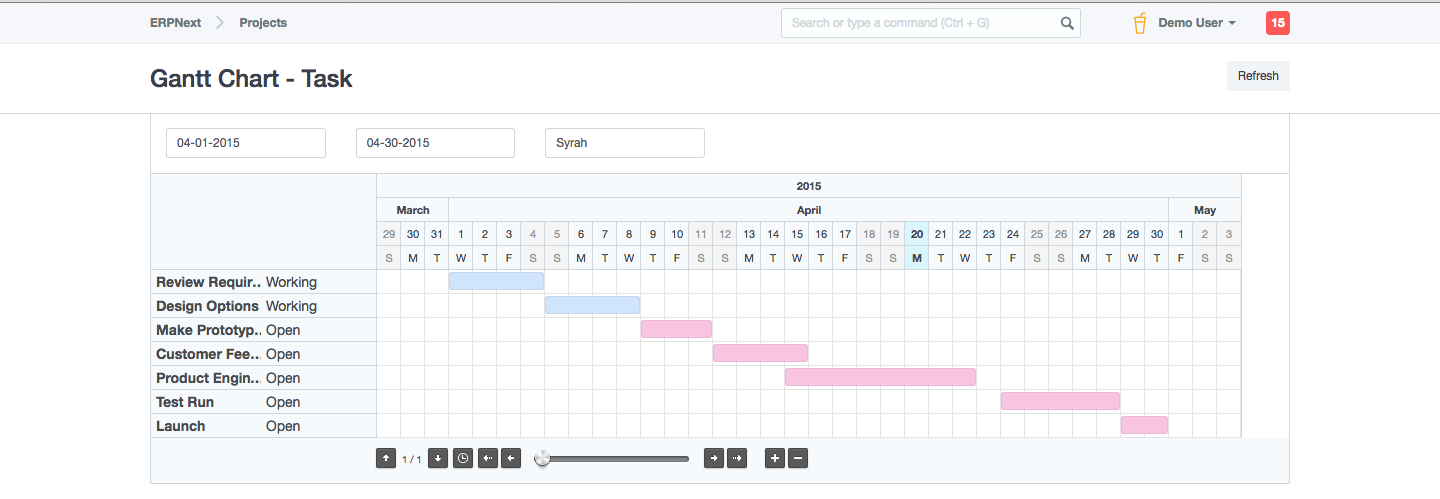 ERPNext Projects Search or type a command (Ctrl + G) Demo User 15
Gantt Chart - Task Refresh
04-01-2015 04-30-2015 Syrah
2015
March April May
29 30 31 1 2 3 4 5 6 7 8 9 10 11 12 13 14 15 16 17 18 19 20 21 22 23 24 25 26 27 28 29 30 1 2 3
S M T W T F S S M T W T F S S M T W T F S S M T W T F S S M T W T F S S
Review Requir.. Working
Design Options Working
Make Prototyp.. Open
Customer Fee... Open
Product Engin... Open
Test Run Open
Launch Open
1 / 1